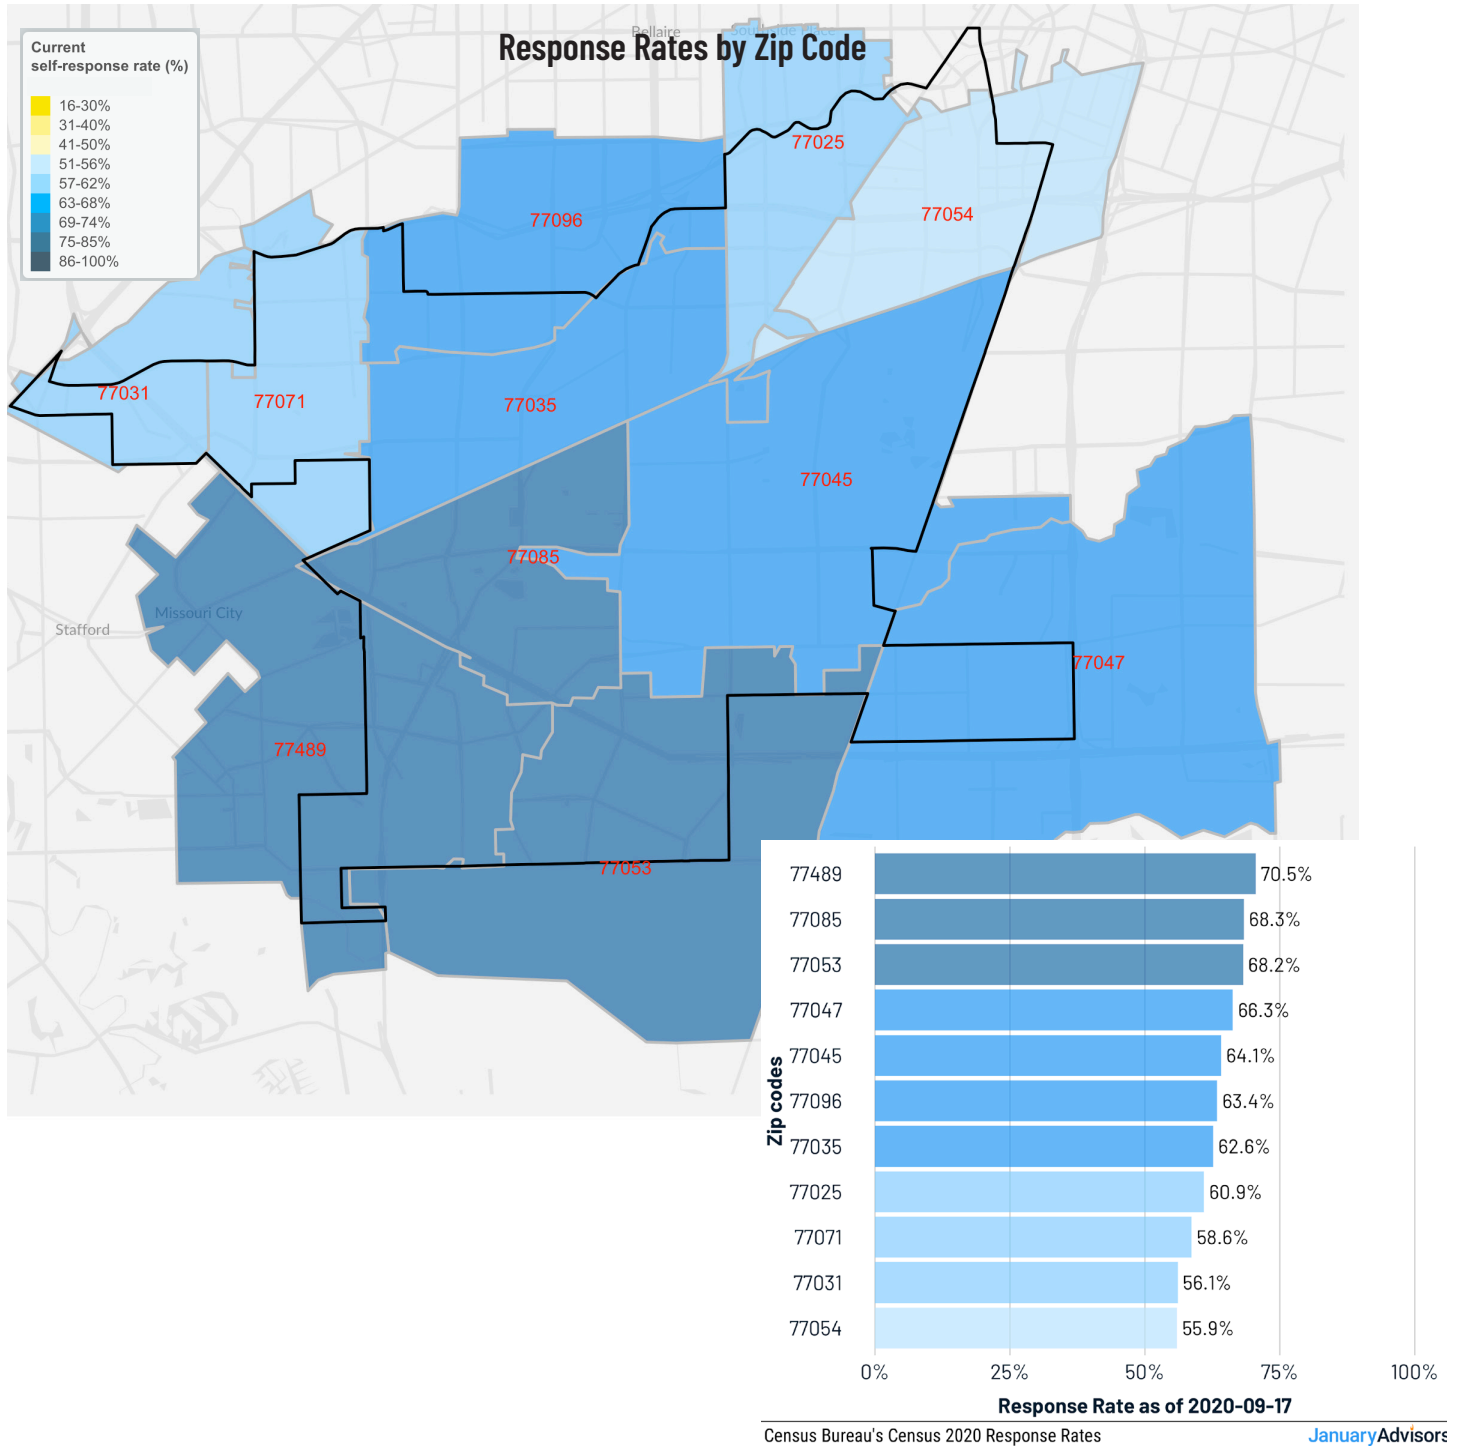 Response Rates by Zip Code
Bellaire
Southside Place
Current
self-response rate (%)
16-30%
31-40%
41-50%
51-56%
57-62%
63-68%
69-74%
75-85%
86-100%
77025
77096
77054
77031
77071
77035
77045
77085
Missouri City
Stafford
77047
77489
77053
Zip codes
77489 70.5%
77085 68.3%
77053 68.2%
77047 66.3%
77045 64.1%
77096 63.4%
77035 62.6%
77025 60.9%
77071 58.6%
77031 56.1%
77054 55.9%
0% 25% 50% 75% 100%
Response Rate as of 2020-09-17
Census Bureau's Census 2020 Response Rates
JanuaryAdvisors